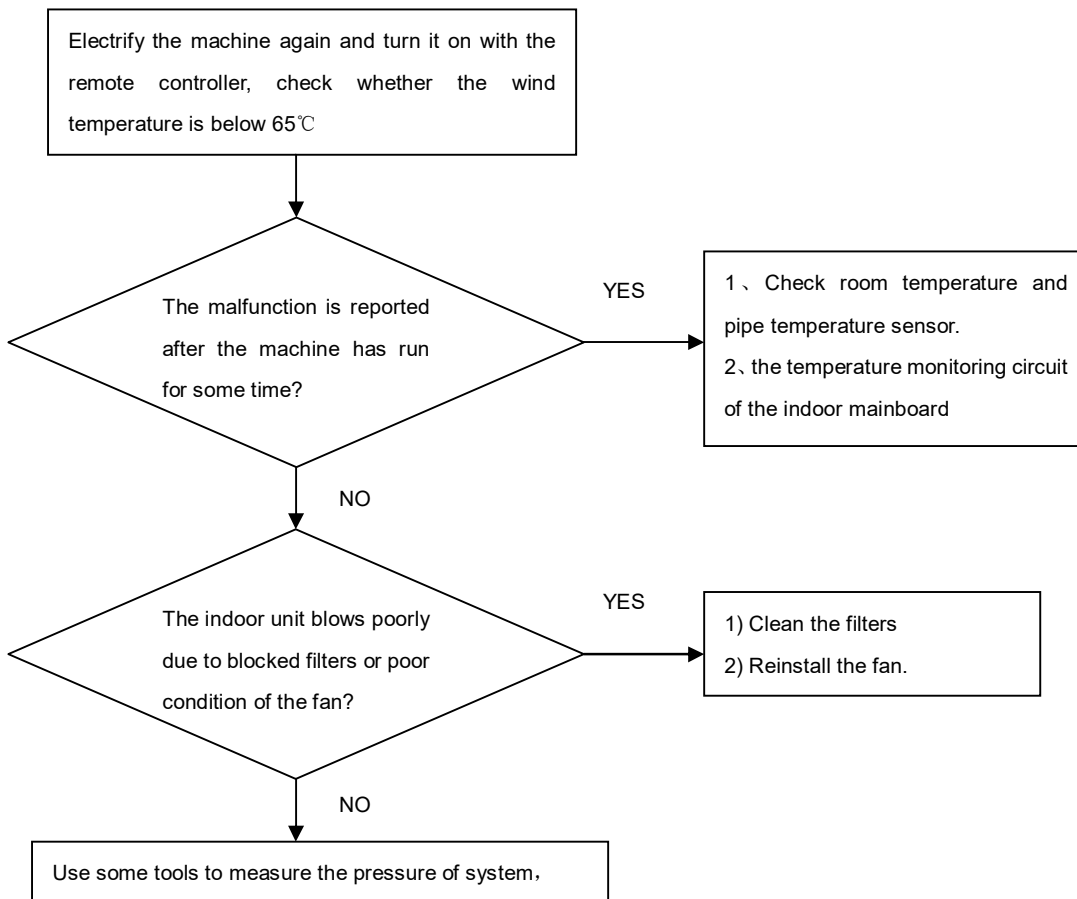 Electrify the machine again and turn it on with the
remote controller, check whether the wind
temperature is below 65℃
The malfunction is reported
after the machine has run
for some time?
YES
1、Check room temperature and
pipe temperature sensor.
2、the temperature monitoring circuit
of the indoor mainboard
NO
The indoor unit blows poorly
due to blocked filters or poor
condition of the fan?
YES
1) Clean the filters
2) Reinstall the fan.
NO
Use some tools to measure the pressure of system，